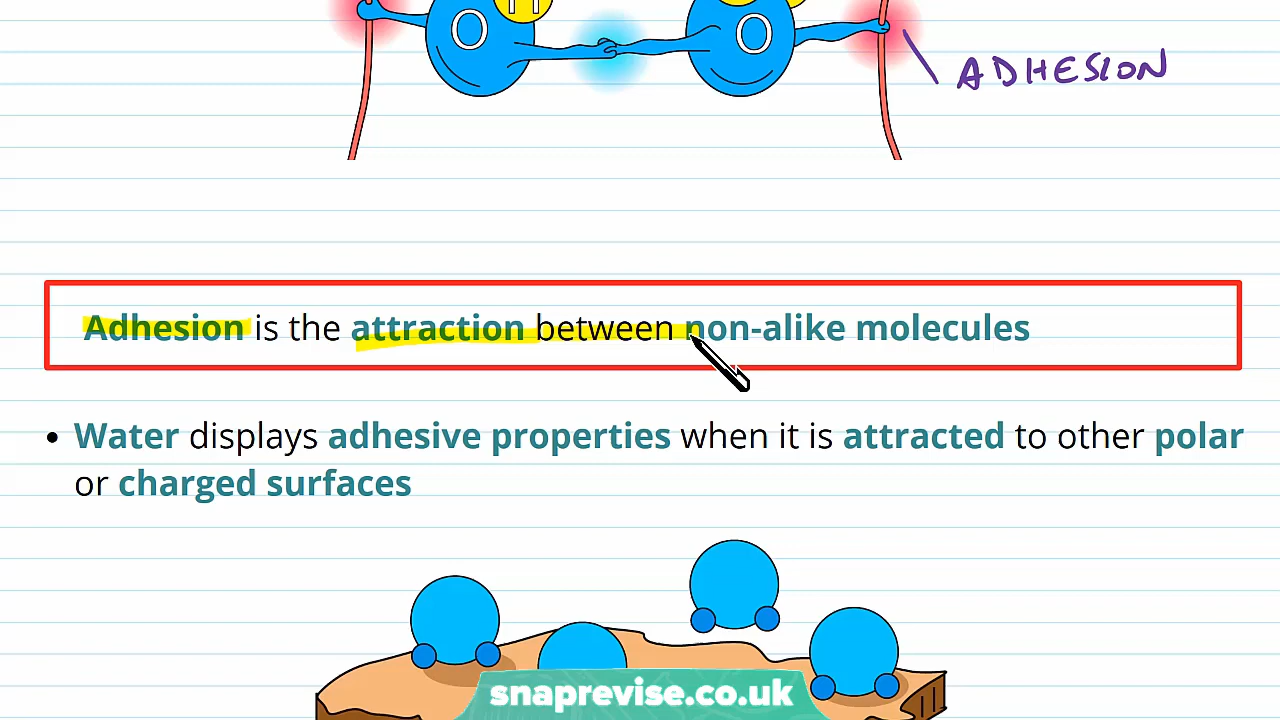 H
O
O
ADHESION
Adhesion is the attraction between non-alike molecules
• Water displays adhesive properties when it is attracted to other polar
or charged surfaces
snaprevise.co.uk